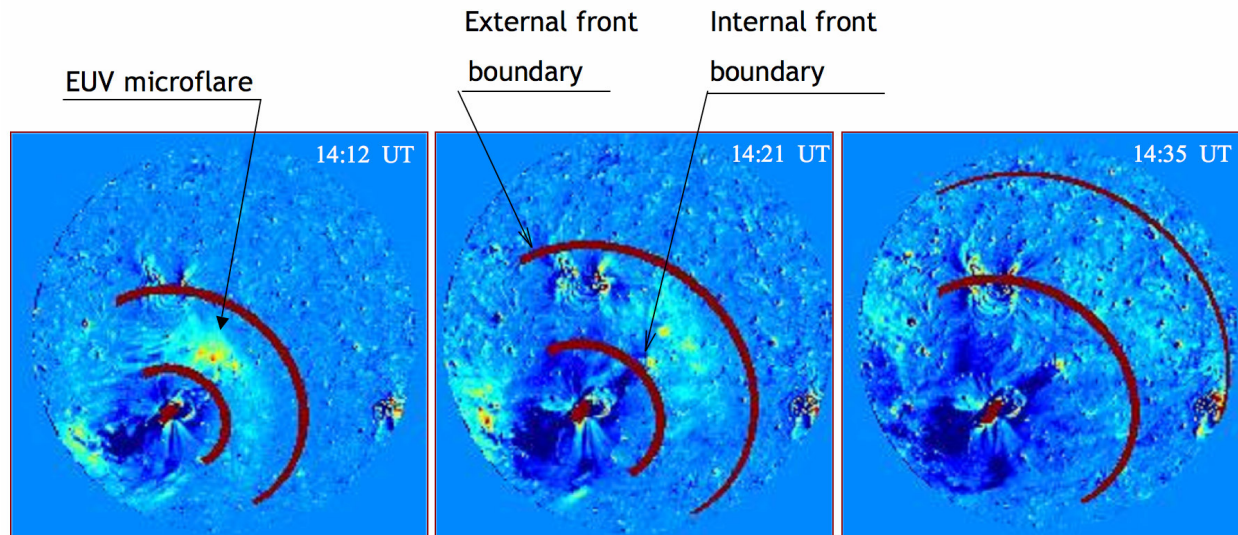 External front
boundary
Internal front
boundary
EUV microflare
14:12 UT
14:21 UT
14:35 UT